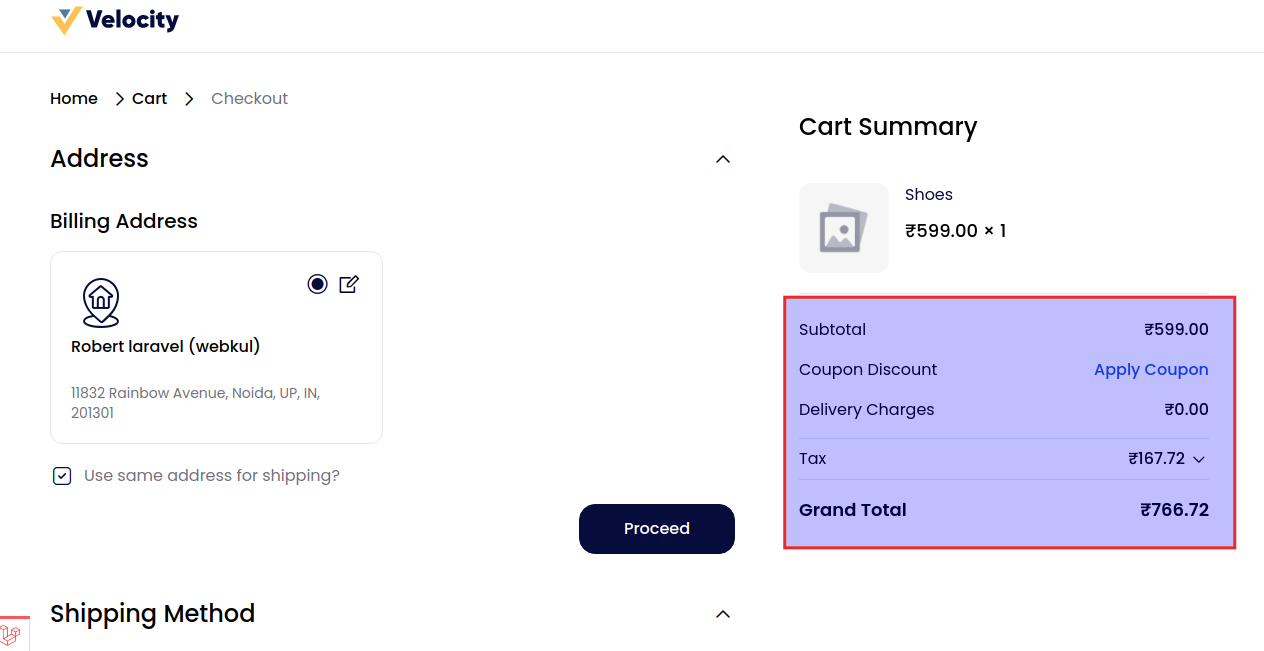 Velocity
Home > Cart > Checkout
Address
Billing Address
Robert laravel (webkul)
11832 Rainbow Avenue, Noida, UP, IN,
201301
Use same address for shipping?
Proceed
Shipping Method
Cart Summary
Shoes
₹599.00 × 1
Subtotal ₹599.00
Coupon Discount Apply Coupon
Delivery Charges ₹0.00
Tax ₹167.72
Grand Total ₹766.72